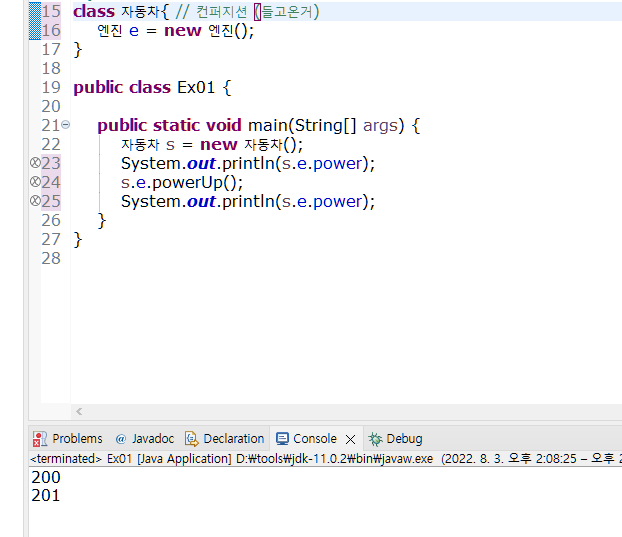 15 class 자동차{ // 컨퍼지션 (들고온거)
16 엔진 e = new 엔진();
17 }
18
19 public class Ex01 {
20
21 public static void main(String[] args) {
22 자동차 s = new 자동차();
23 System.out.println(s.e.power);
24 s.e.powerUp();
25 System.out.println(s.e.power);
26 }
27 }
28
Problems @ Javadoc Declaration Console Debug
<terminated> Ex01 [Java Application] D:₩tools₩jdk-11.0.2₩bin₩javaw.exe (2022. 8. 3. 오후 2:08:25 – 오후 2
200
201